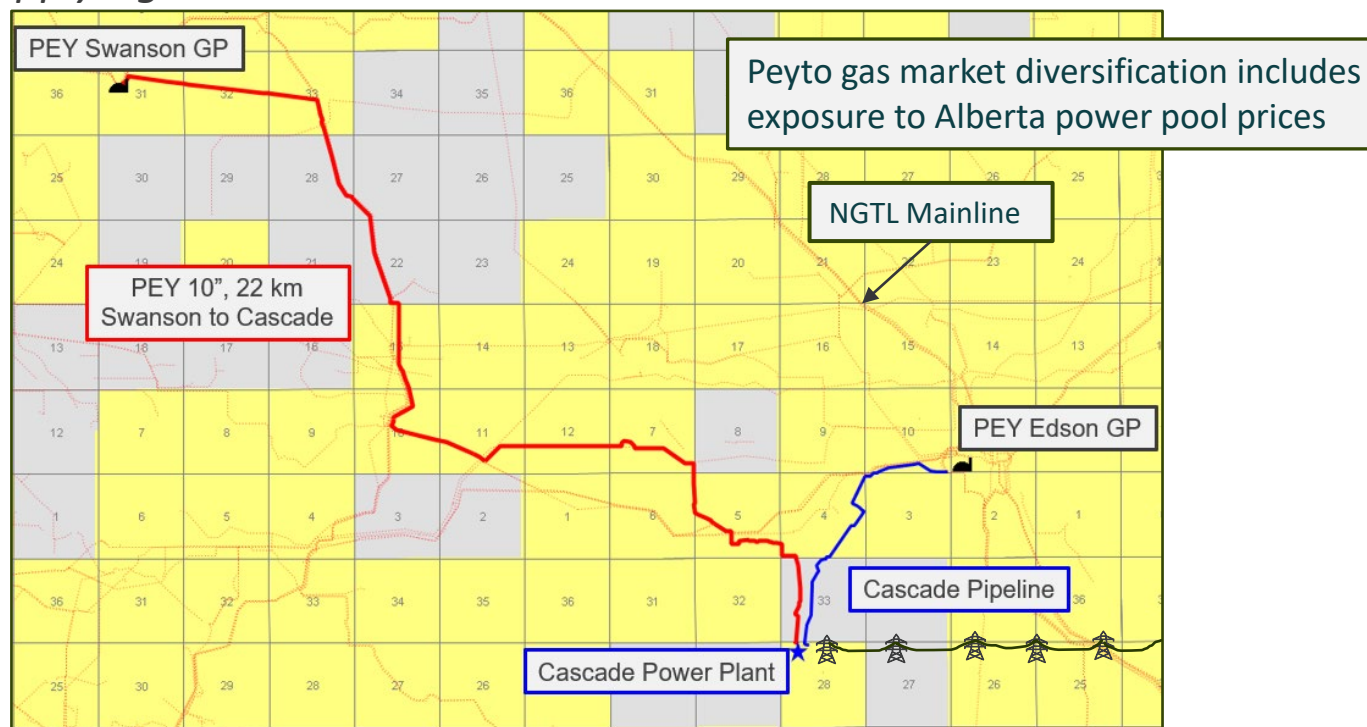 PEY Swanson GP
Peyto gas market diversification includes
exposure to Alberta power pool prices
36 31 32 33 34 35 36 31
25 30 29 28 27 26 25 30 29 28 27 26 25
NGTL Mainline
24 19 20 21 22 23 24 19 20 21 22 23 24
PEY 10”, 22 km
Swanson to Cascade
13 18 17 16 15 14 13 18 17 16 15 14 13
12 7 8 9 10 11 12 7 8 9 10
PEY Edson GP
1 6 5 4 3 2 1 6 5 4 3 2 1
Cascade Pipeline
36 31 32 33 34 35 36 31 32 33 36
Cascade Power Plant
25 30 29 28 27 26 28 27 26 25